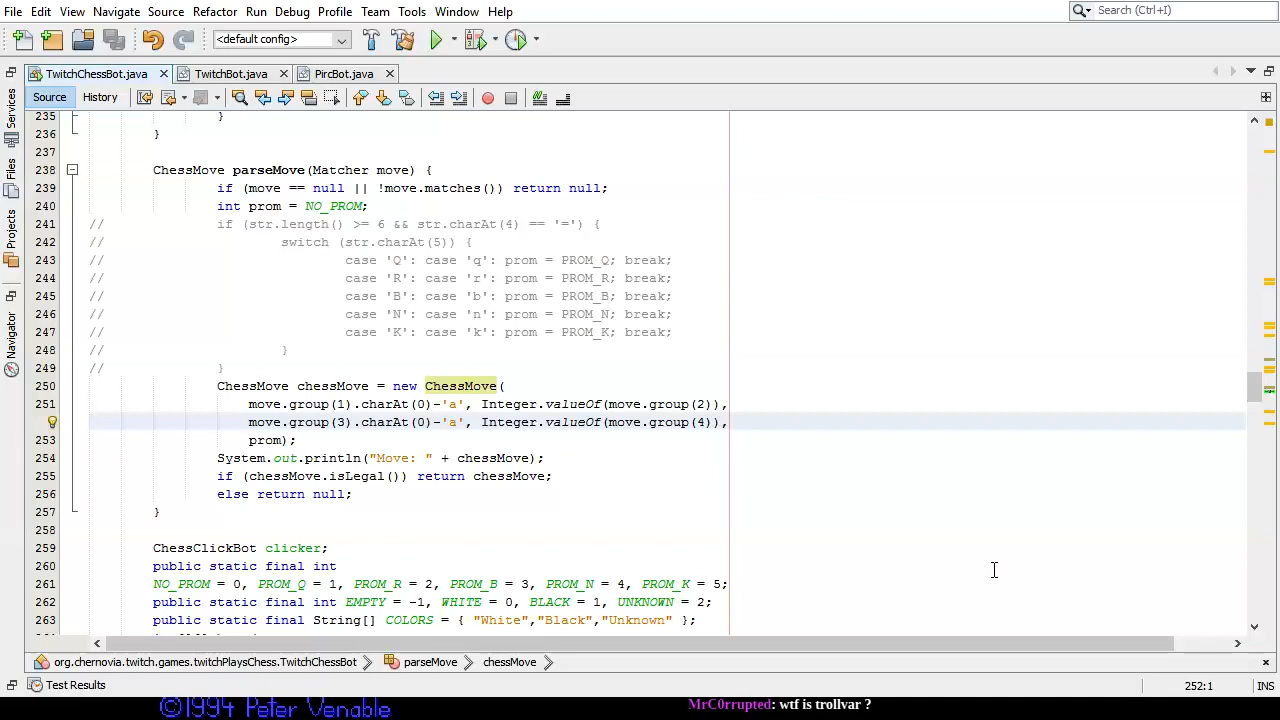 File Edit View Navigate Source Refactor Run Debug Profile Team Tools Window Help
Search (Ctrl+I)
<default config>
TwitchChessBot.java TwitchBot.java PircBot.java
Source History
Services
Files
Projects
Navigator
235 }
236 }
237
238 ChessMove parseMove(Matcher move) {
239 if (move == null || !move.matches()) return null;
240 int prom = NO_PROM;
241 // if (str.length() >= 6 && str.charAt(4) == '=') {
242 // switch (str.charAt(5)) {
243 // case 'Q': case 'q': prom = PROM_Q; break;
244 // case 'R': case 'r': prom = PROM_R; break;
245 // case 'B': case 'b': prom = PROM_B; break;
246 // case 'N': case 'n': prom = PROM_N; break;
247 // case 'K': case 'k': prom = PROM_K; break;
248 // }
249 // }
250 ChessMove chessMove = new ChessMove(
251 move.group(1).charAt(0)-'a', Integer.valueOf(move.group(2)),
move.group(3).charAt(0)-'a', Integer.valueOf(move.group(4)),
253 prom);
254 System.out.println("Move: " + chessMove);
255 if (chessMove.isLegal()) return chessMove;
256 else return null;
257 }
258
259 ChessClickBot clicker;
260 public static final int
261 NO_PROM = 0, PROM_Q = 1, PROM_R = 2, PROM_B = 3, PROM_N = 4, PROM_K = 5;
262 public static final int EMPTY = -1, WHITE = 0, BLACK = 1, UNKNOWN = 2;
263 public static final String[] COLORS = { "White","Black","Unknown" };
org.chernovia.twitch.games.twitchPlaysChess.TwitchChessBot parseMove chessMove
Test Results
252:1 INS
©1994 Peter Venable
MrC0rrupted: wtf is trollvar ?